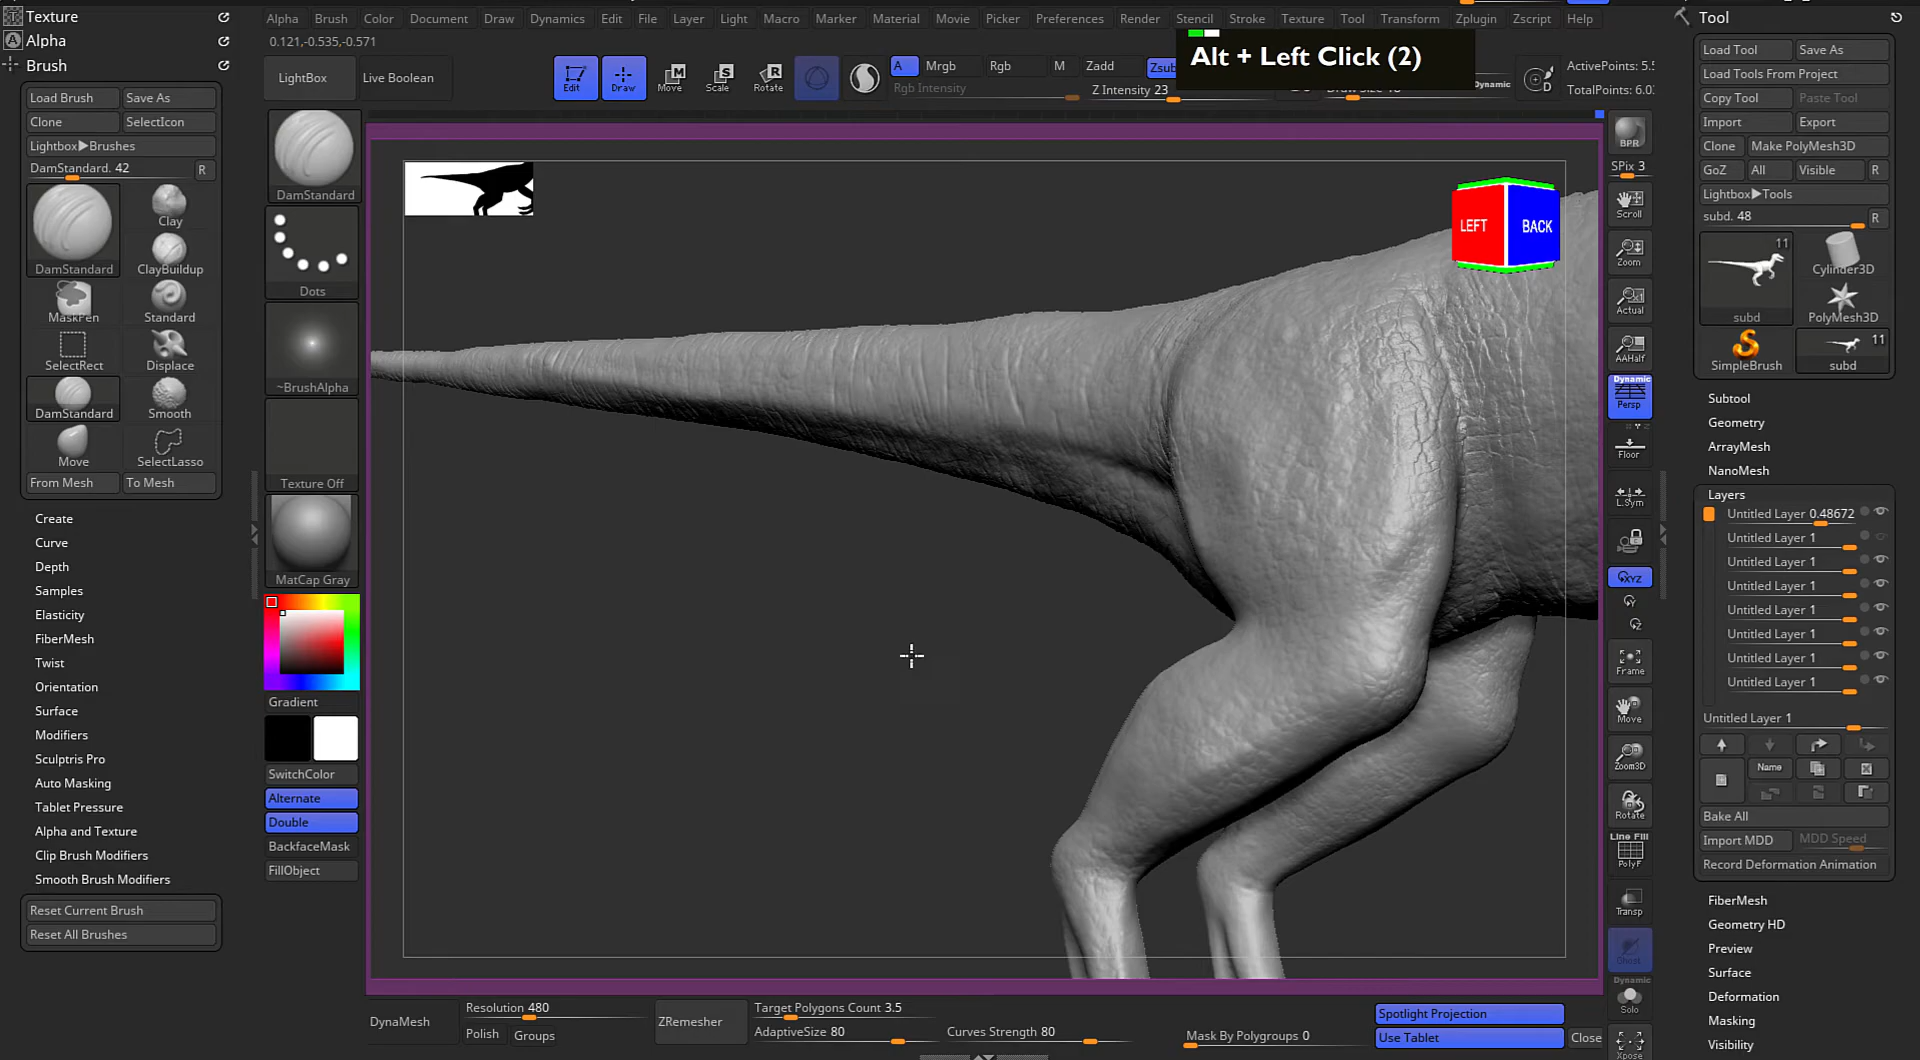 Texture
Alpha
Brush
Load Brush
Save As
Clone
SelectIcon
Lightbox▶Brushes
DamStandard. 42
R
DamStandard
Clay
ClayBuildup
MaskPen
Standard
SelectRect
Displace
DamStandard
Smooth
Move
SelectLasso
From Mesh
To Mesh
Create
Curve
Depth
Samples
Elasticity
FiberMesh
Twist
Orientation
Surface
Modifiers
Sculptris Pro
Auto Masking
Tablet Pressure
Alpha and Texture
Clip Brush Modifiers
Smooth Brush Modifiers
Reset Current Brush
Reset All Brushes
Alpha Brush Color Document Draw Dynamics Edit File Layer Light Macro Marker Material Movie Picker Preferences Render Stencil Stroke Texture Tool Transform Zplugin Zscript Help
0.121,-0.535,-0.571
LightBox
Live Boolean
Edit
Draw
Move
Scale
Rotate
A
Mrgb
Rgb
M
Zadd
Zsub
Rgb Intensity
Z Intensity 23
Alt + Left Click (2)
Dynamic
D
ActivePoints: 5.5
TotalPoints: 6.0
DamStandard
Dots
~BrushAlpha
Texture Off
MatCap Gray
Gradient
SwitchColor
Alternate
Double
BackfaceMask
FillObject
LEFT
BACK
BPR
SPix 3
Scroll
Zoom
Actual
AAHalf
Dynamic
Persp
Floor
L.Sym
XYZ
Y
Z
Frame
Move
Zoom3D
Rotate
Line Fill
PolyF
Transp
Ghost
Dynamic
Solo
Xpose
DynaMesh
Resolution 480
Polish
Groups
ZRemesher
Target Polygons Count 3.5
AdaptiveSize 80
Curves Strength 80
Mask By Polygroups 0
Spotlight Projection
Use Tablet
Close
Tool
Load Tool
Save As
Load Tools From Project
Copy Tool
Paste Tool
Import
Export
Clone
Make PolyMesh3D
GoZ
All
Visible
R
Lightbox▶Tools
subd. 48
R
11
subd
Cylinder3D
PolyMesh3D
SimpleBrush
11
subd
Subtool
Geometry
ArrayMesh
NanoMesh
Layers
Untitled Layer 0.48672
Untitled Layer 1
Untitled Layer 1
Untitled Layer 1
Untitled Layer 1
Untitled Layer 1
Untitled Layer 1
Untitled Layer 1
Untitled Layer 1
Name
Bake All
Import MDD
MDD Speed
Record Deformation Animation
FiberMesh
Geometry HD
Preview
Surface
Deformation
Masking
Visibility